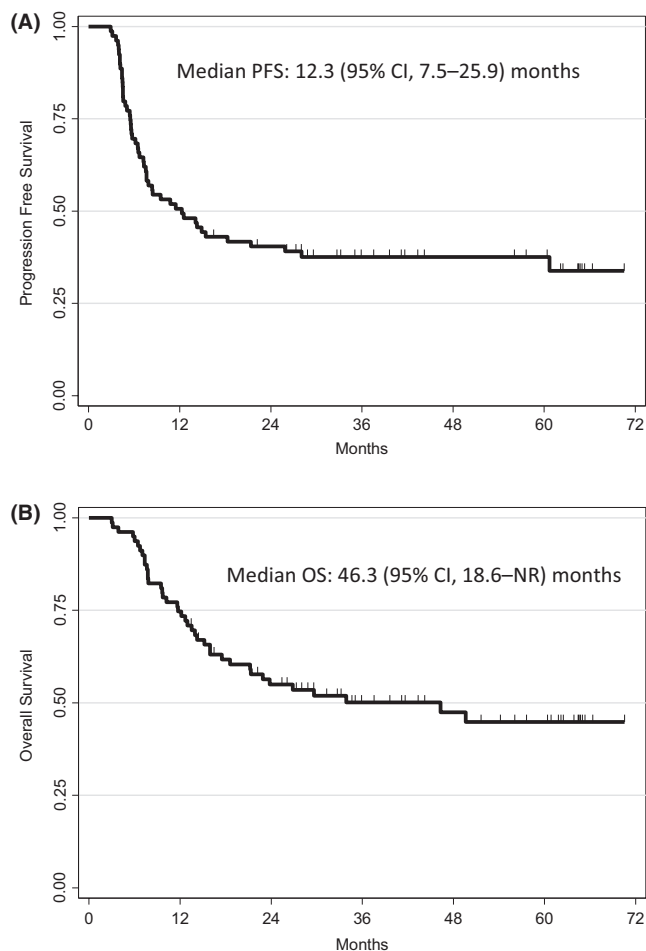 (A)
Median PFS: 12.3 (95% CI, 7.5–25.9) months
Progression Free Survival
1.00
0.75
0.50
0.25
0.00
0 12 24 36 48 60 72
Months
(B)
Median OS: 46.3 (95% CI, 18.6–NR) months
Overall Survival
1.00
0.75
0.50
0.25
0.00
0 12 24 36 48 60 72
Months